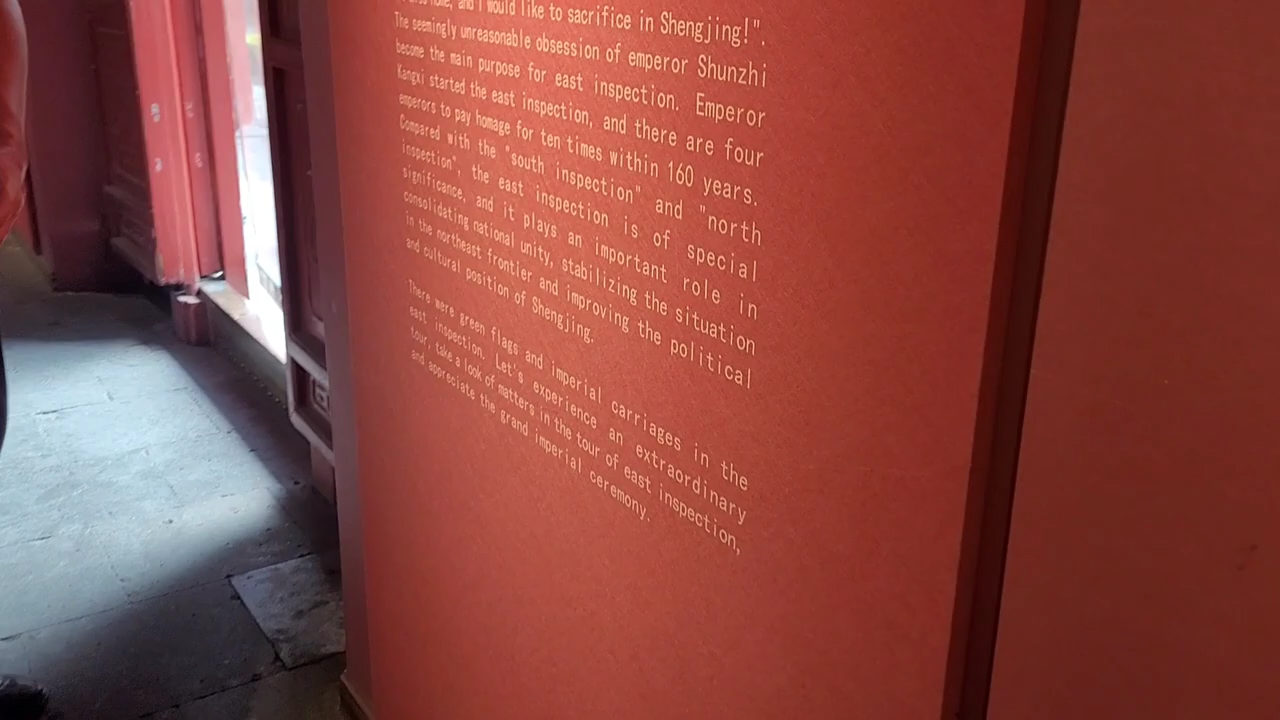 and I would like to sacrifice in Shengjing!".
The seemingly unreasonable obsession of emperor Shunzhi
become the main purpose for east inspection. Emperor
Kangxi started the east inspection, and there are four
emperors to pay homage for ten times within 160 years.
Compared with the "south inspection" and "north
inspection", the east inspection is of special
significance, and it plays an important role in
consolidating national unity, stabilizing the situation
in the northeast frontier and improving the political
and cultural position of Shengjing.
There were green flags and imperial carriages in the
east inspection. Let's experience an extraordinary
tour, take a look of matters in the tour of east inspection,
and appreciate the grand imperial ceremony.